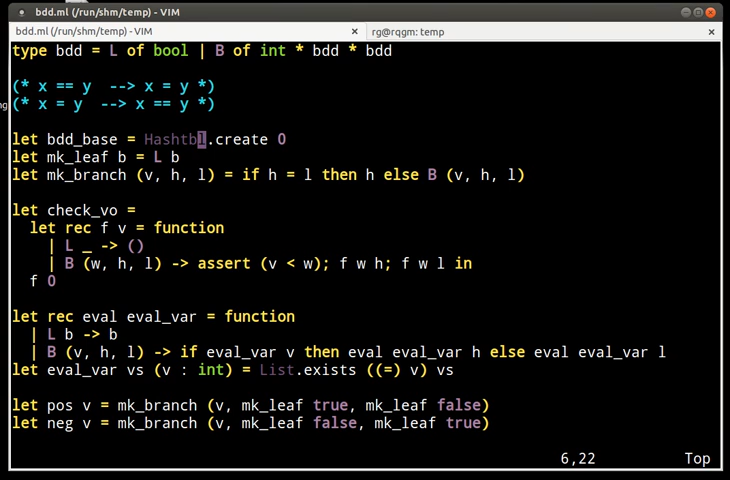 bdd.ml (/run/shm/temp) - VIM
bdd.ml (/run/shm/temp) - VIM
rg@rqgm: temp
type bdd = L of bool | B of int * bdd * bdd
(* x == y  --> x = y *)
(* x = y  --> x == y *)
ng
let bdd_base = Hashtbl.create 0
let mk_leaf b = L b
let mk_branch (v, h, l) = if h = l then h else B (v, h, l)
let check_vo =
  let rec f v = function
    | L _ -> ()
    | B (w, h, l) -> assert (v < w); f w h; f w l in
  f 0
let rec eval eval_var = function
  | L b -> b
  | B (v, h, l) -> if eval_var v then eval eval_var h else eval eval_var l
let eval_var vs (v : int) = List.exists ((=) v) vs
let pos v = mk_branch (v, mk_leaf true, mk_leaf false)
let neg v = mk_branch (v, mk_leaf false, mk_leaf true)
6,22 Top